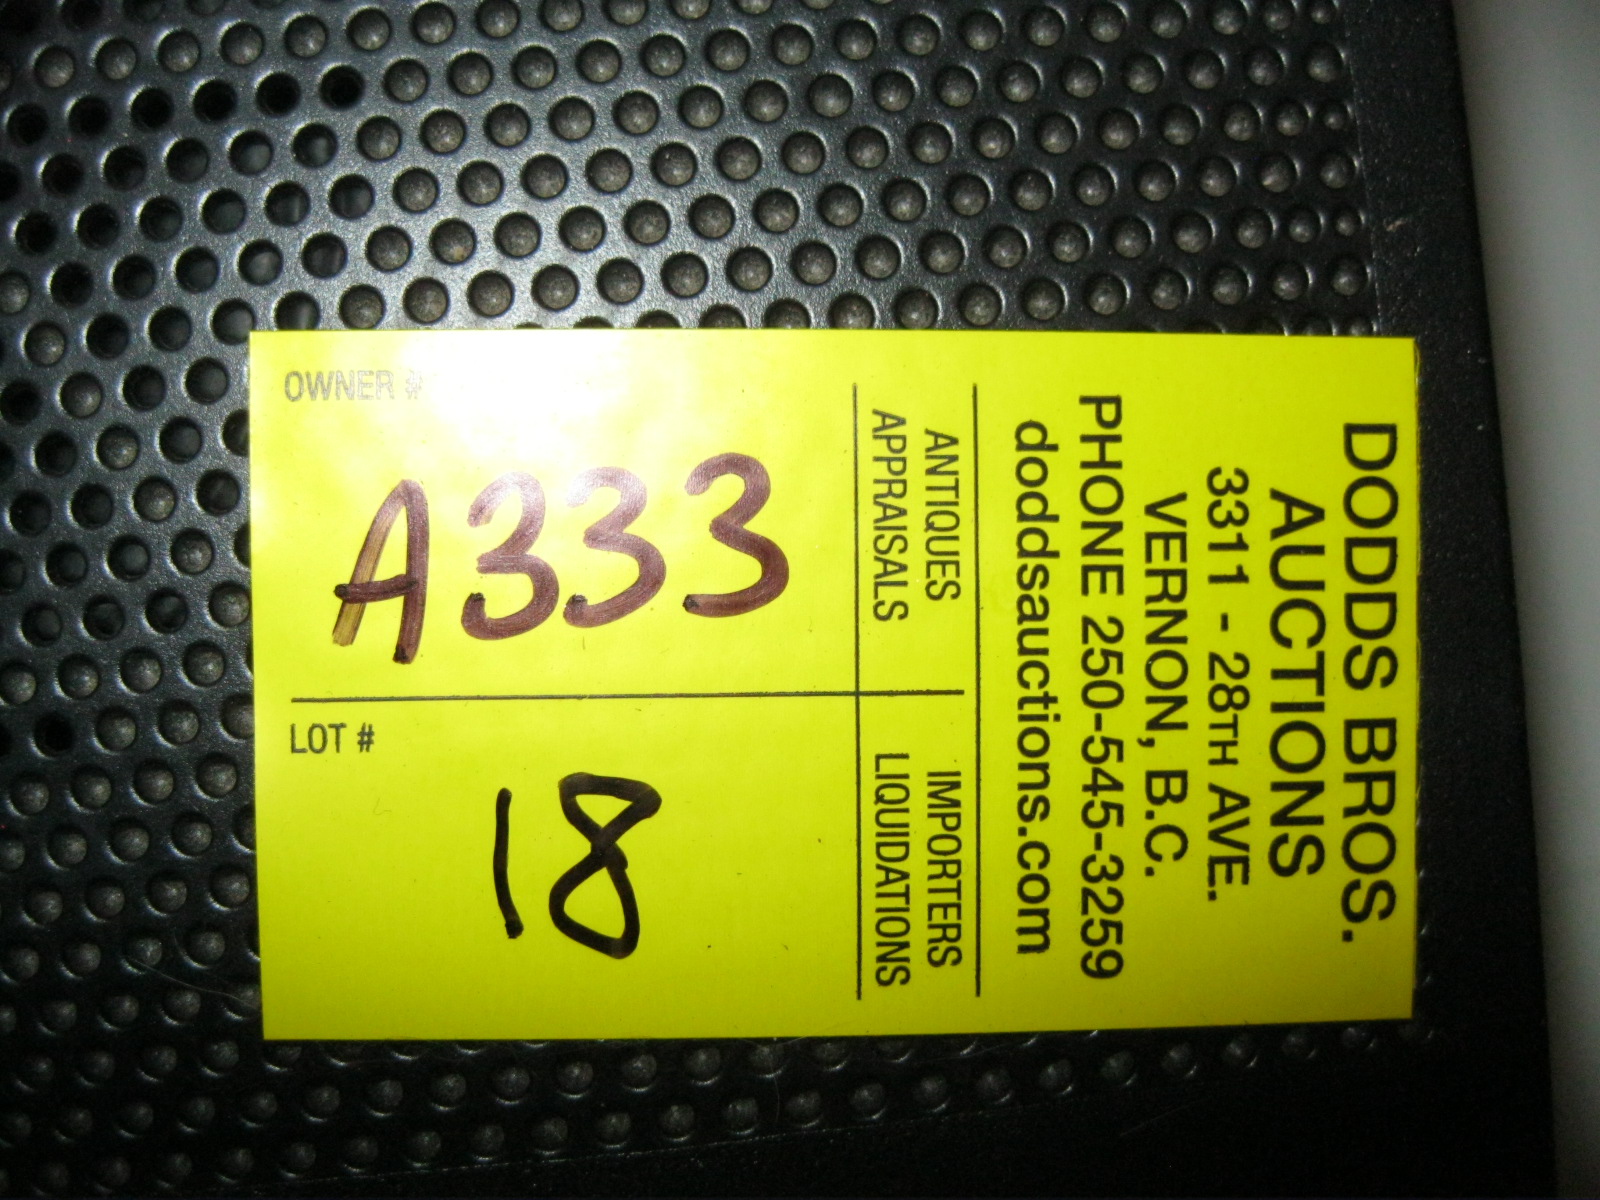 DODDS BROS.
AUCTIONS
3311 - 28TH AVE.
VERNON, B.C.
PHONE 250-545-3259
doddsauctions.com
ANTIQUES
APPRAISALS
IMPORTERS
LIQUIDATIONS
OWNER #
A333
LOT #
18